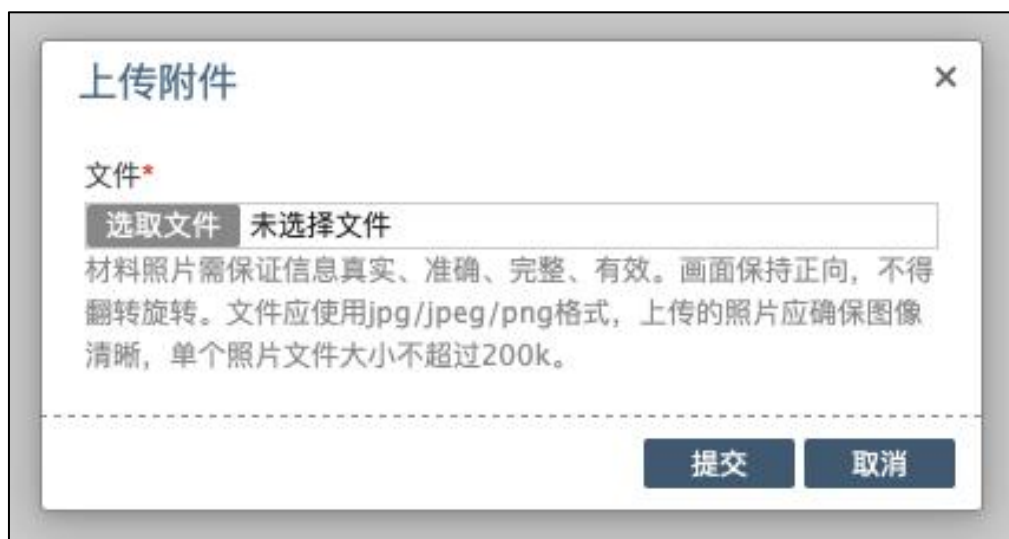 上传附件
×
文件*
选取文件 未选择文件
材料照片需保证信息真实、准确、完整、有效。画面保持正向，不得
翻转旋转。文件应使用jpg/jpeg/png格式，上传的照片应确保图像
清晰，单个照片文件大小不超过200k。
提交 取消